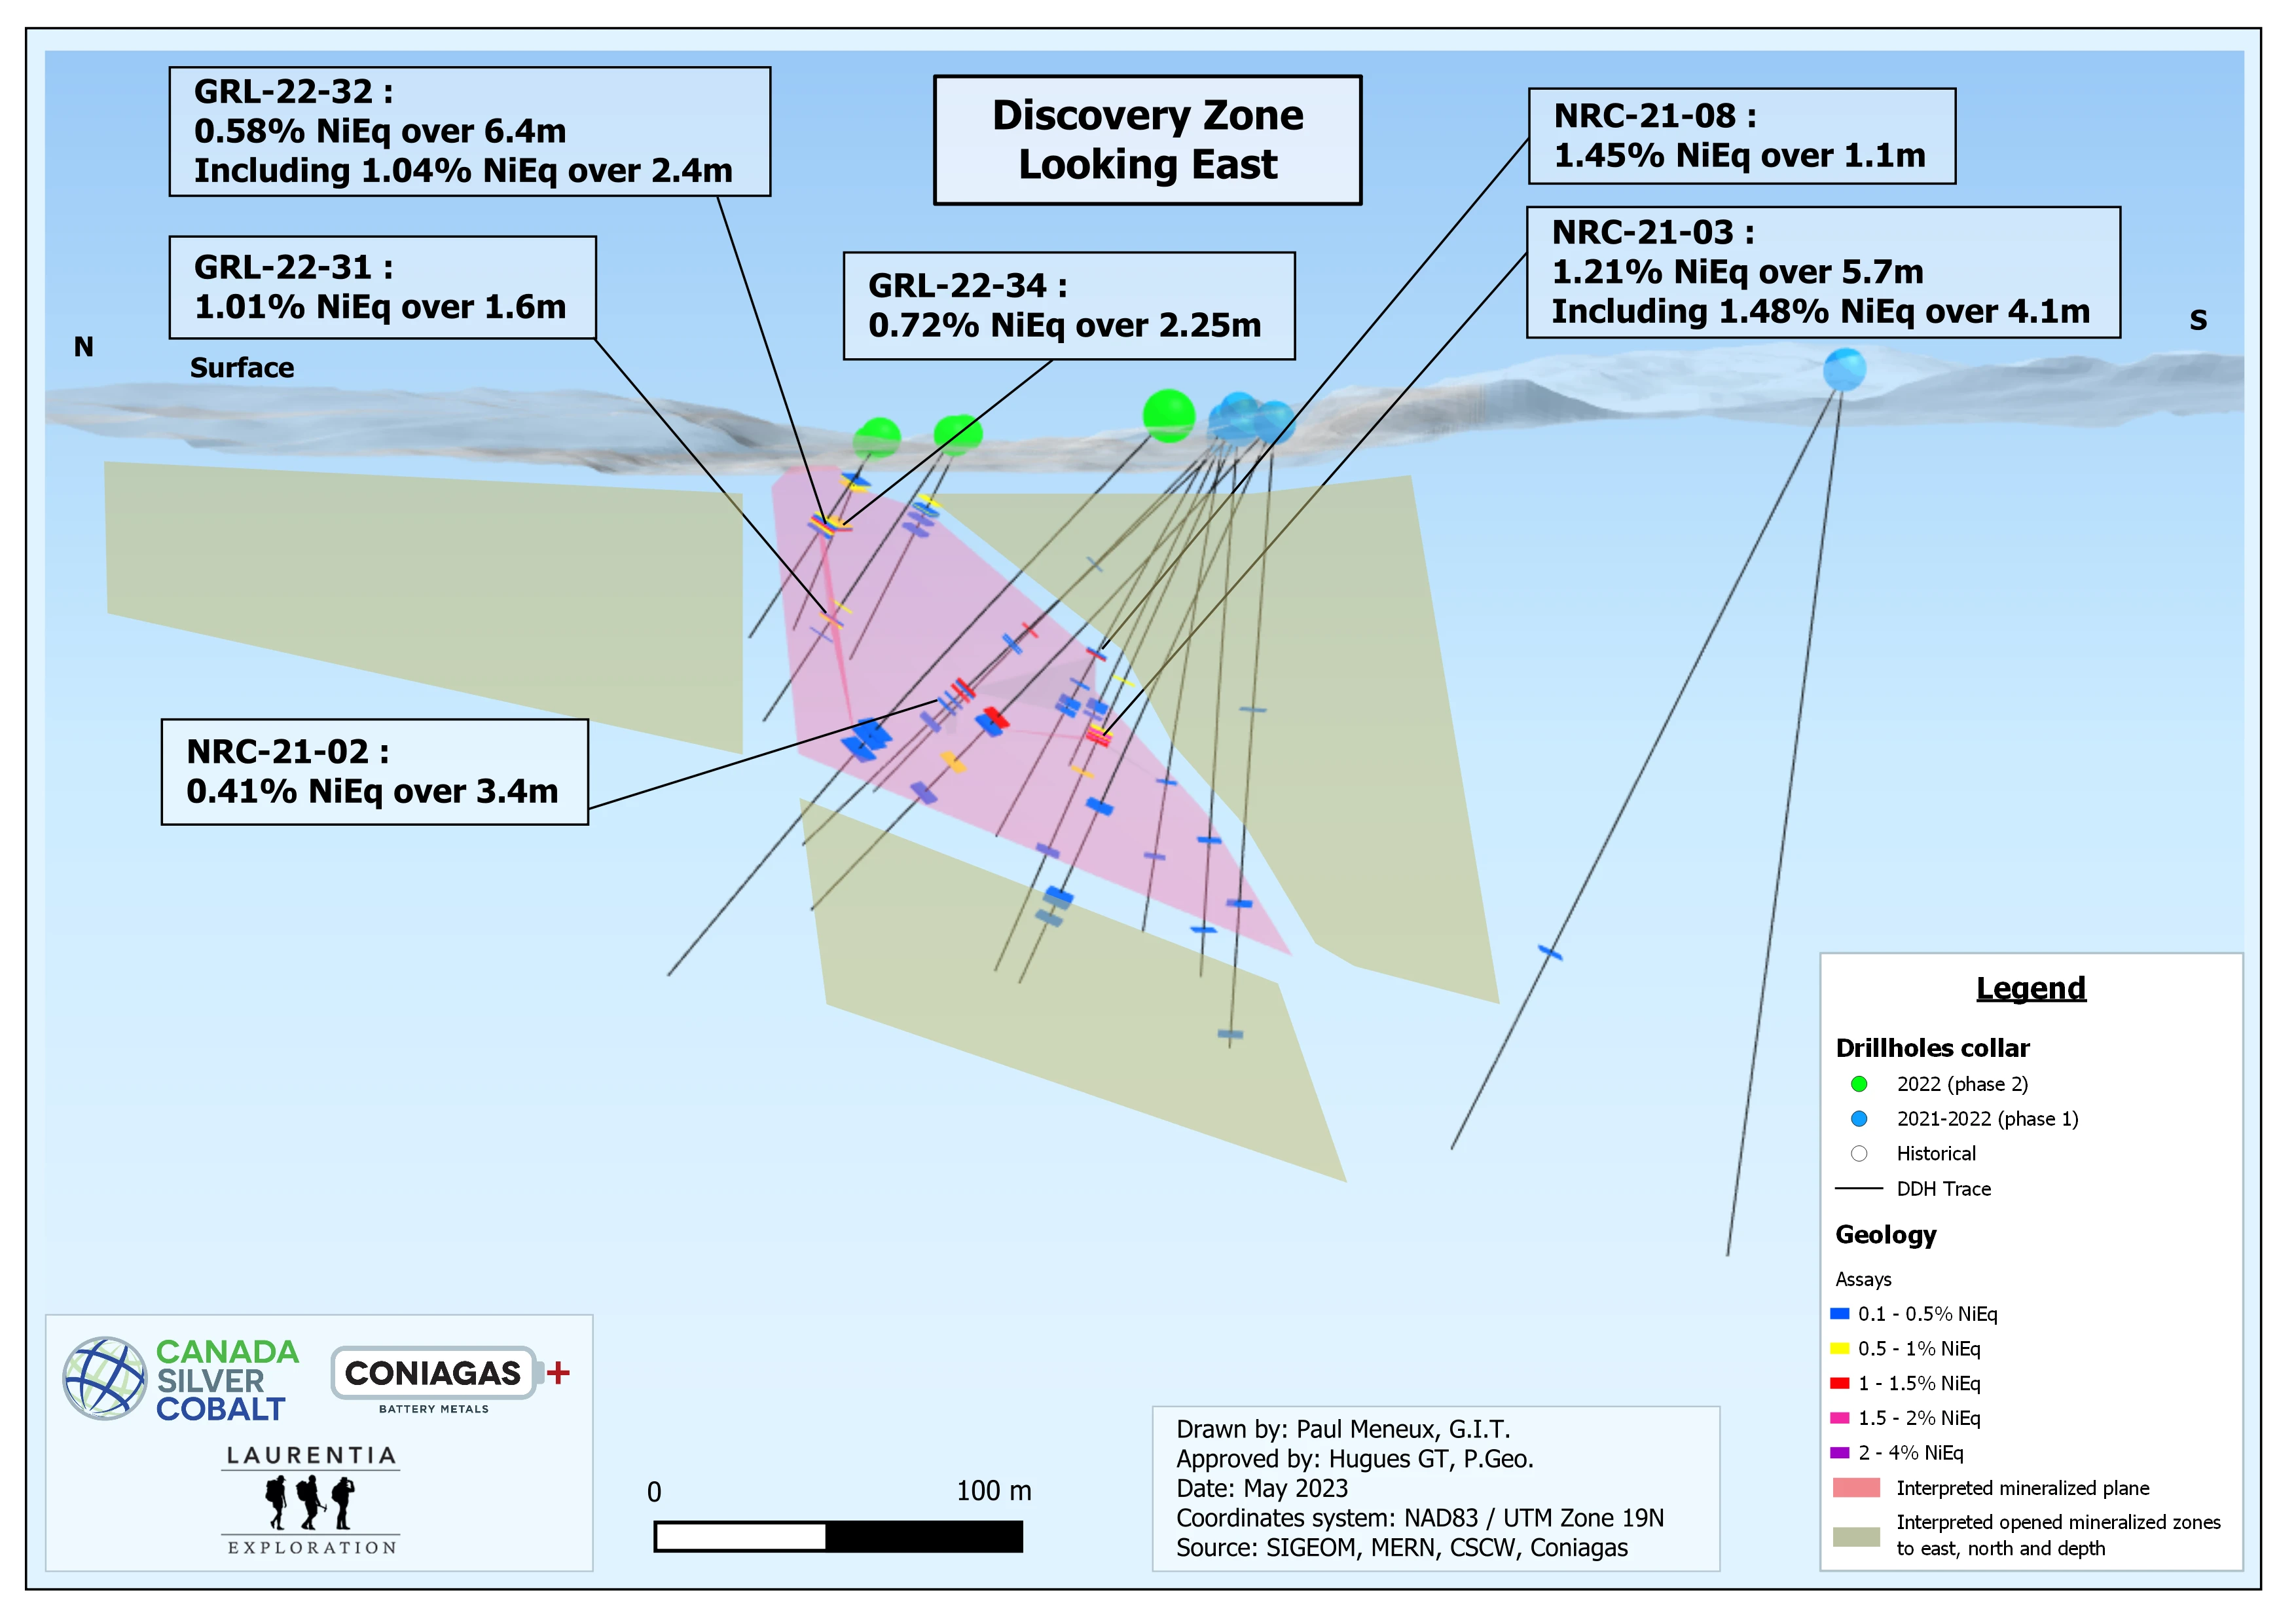 GRL-22-32 :
0.58% NiEq over 6.4m
Including 1.04% NiEq over 2.4m
Discovery Zone
Looking East
NRC-21-08 :
1.45% NiEq over 1.1m
NRC-21-03 :
1.21% NiEq over 5.7m
Including 1.48% NiEq over 4.1m
GRL-22-31 :
1.01% NiEq over 1.6m
GRL-22-34 :
0.72% NiEq over 2.25m
N
S
Surface
NRC-21-02 :
0.41% NiEq over 3.4m
Legend
Drillholes collar
2022 (phase 2)
2021-2022 (phase 1)
Historical
DDH Trace
Geology
Assays
0.1 - 0.5% NiEq
0.5 - 1% NiEq
1 - 1.5% NiEq
1.5 - 2% NiEq
2 - 4% NiEq
Interpreted mineralized plane
Interpreted opened mineralized zones
to east, north and depth
CANADA
SILVER
COBALT
CONIAGAS +
BATTERY METALS
LAURENTIA
EXPLORATION
0 100 m
Drawn by: Paul Meneux, G.I.T.
Approved by: Hugues GT, P.Geo.
Date: May 2023
Coordinates system: NAD83 / UTM Zone 19N
Source: SIGEOM, MERN, CSCW, Coniagas